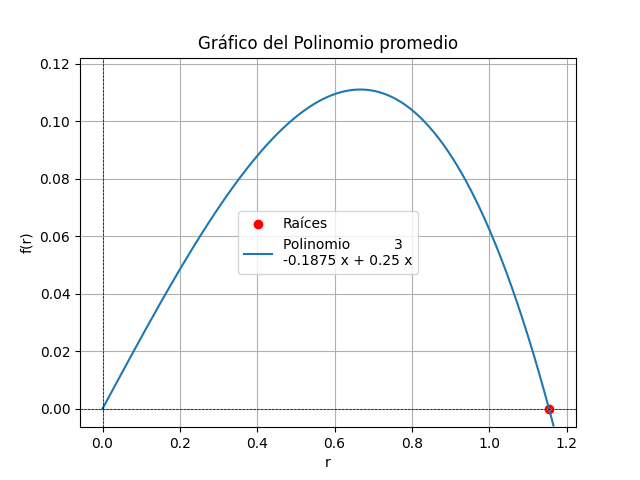 Gráfico del Polinomio promedio
0.12
0.10
0.08
0.06
0.04
0.02
0.00
f(r)
Raíces
Polinomio 3
-0.1875 x + 0.25 x
0.0 0.2 0.4 0.6 0.8 1.0 1.2
r